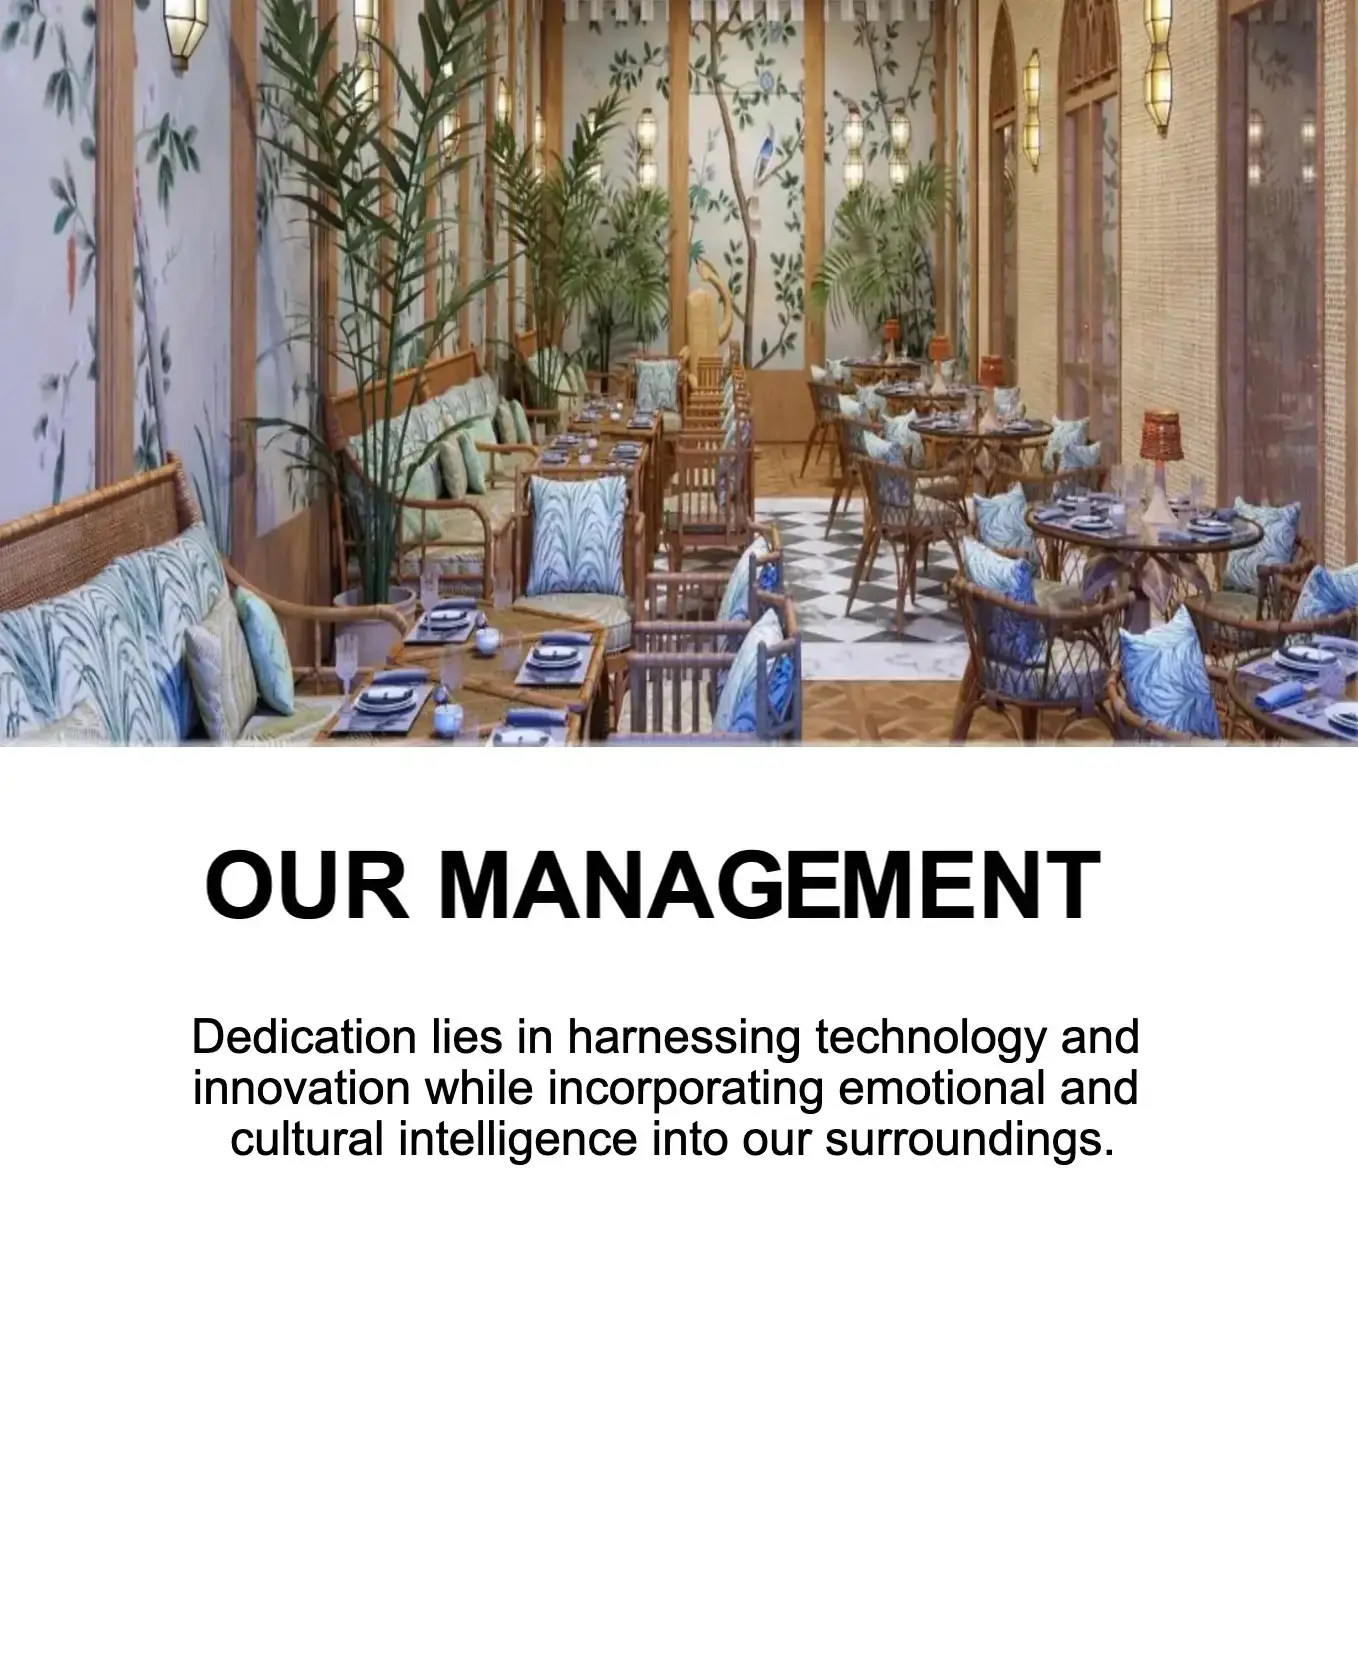 OUR MANAGEMENT
Dedication lies in harnessing technology and
innovation while incorporating emotional and
cultural intelligence into our surroundings.